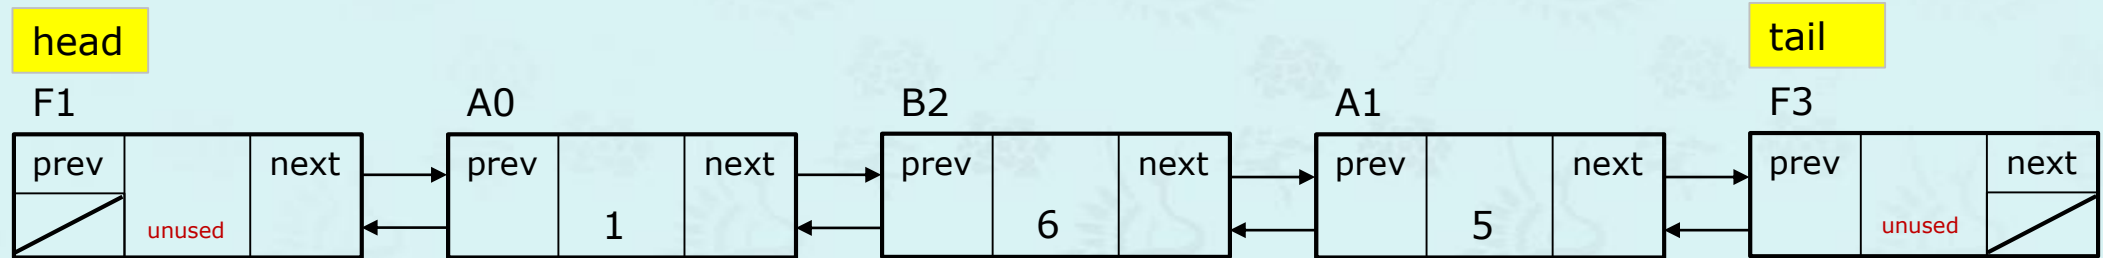 head tail
F1 A0 B2 A1 F3
prev next prev next prev next prev next prev next
unused 1 6 5 unused